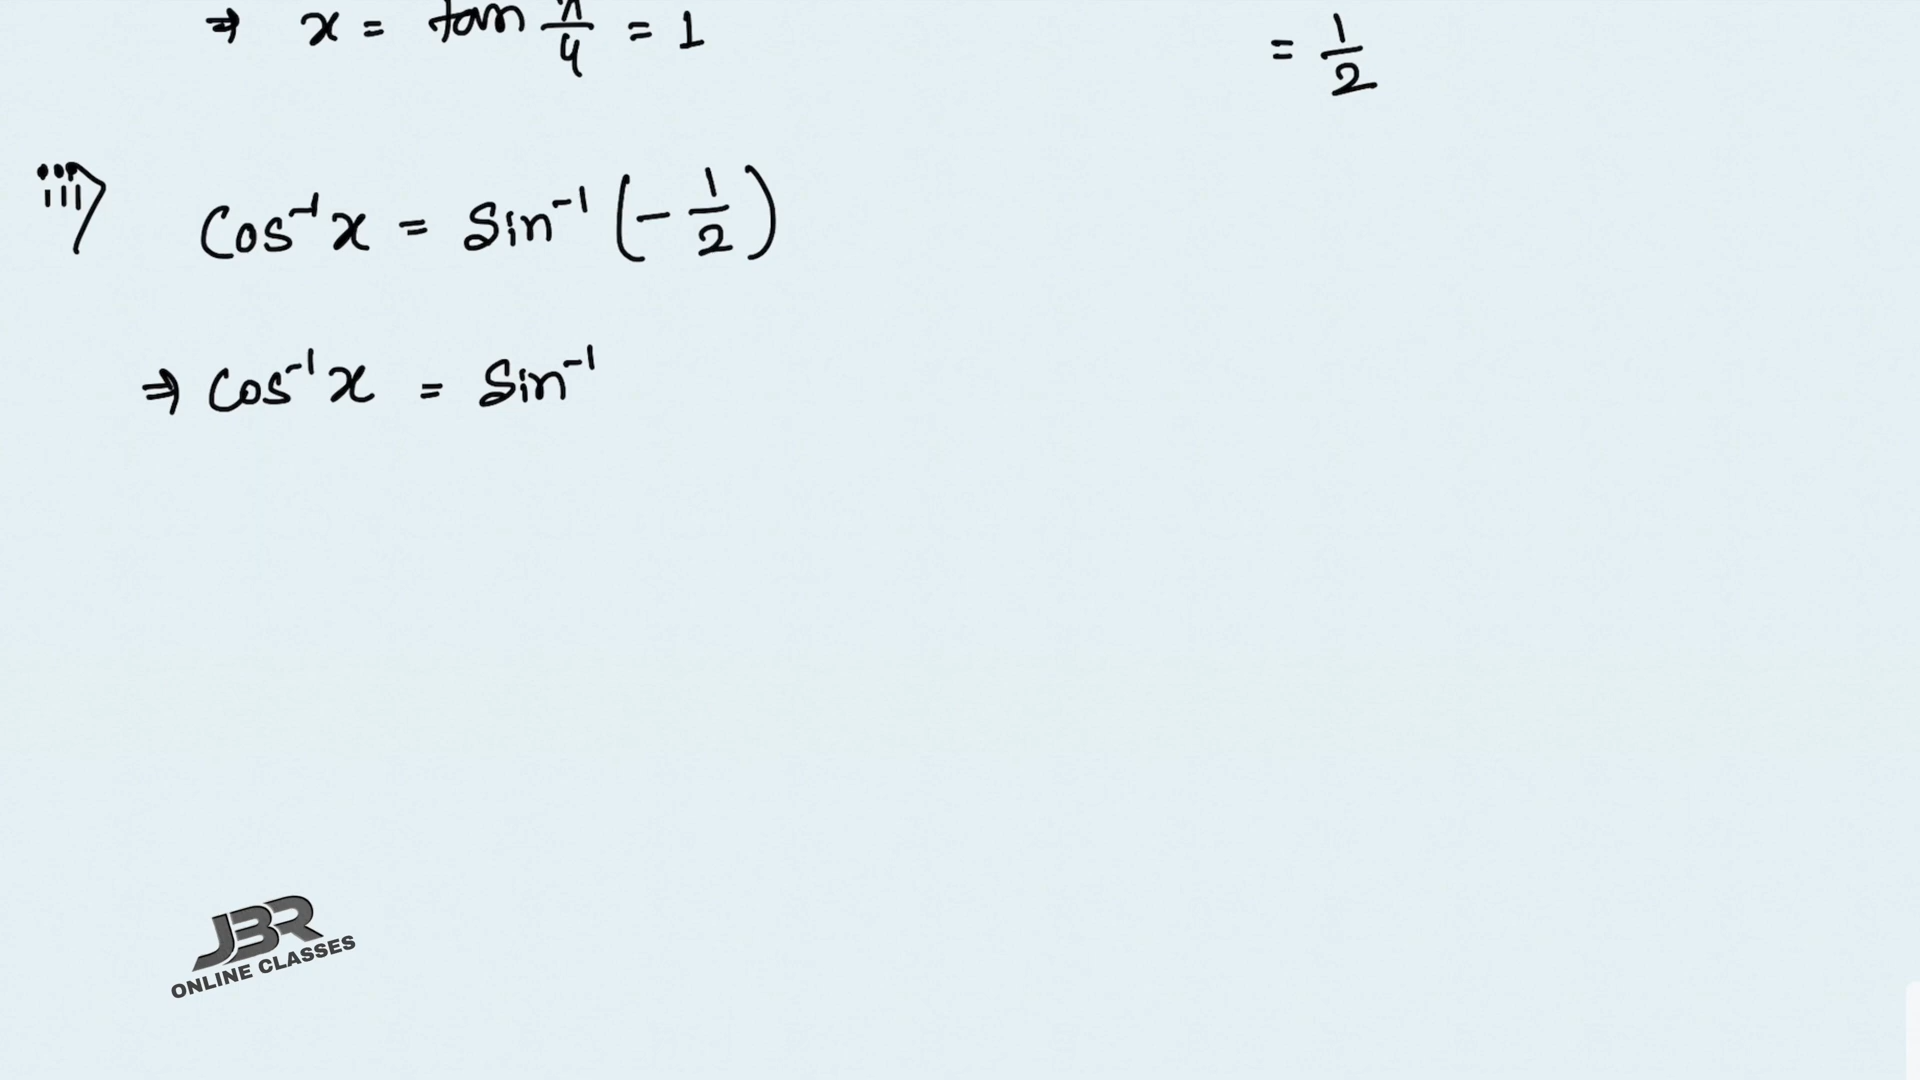 ⇒ x = tan π/4 = 1
= 1/2
iii) Cos⁻¹x = Sin⁻¹(-1/2)
⇒ Cos⁻¹x = Sin⁻¹
JBR
ONLINE CLASSES